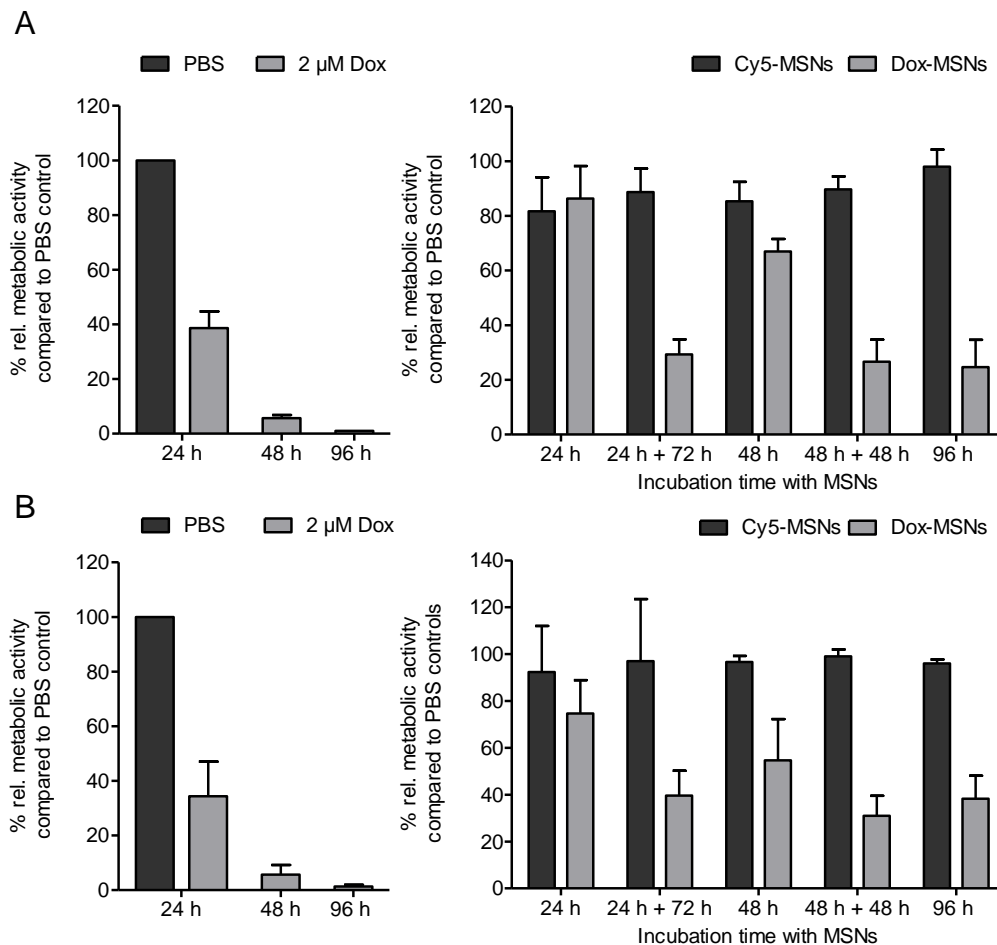 A
PBS 2 µM Dox
% rel. metabolic activity
compared to PBS control
120
100
80
60
40
20
0
24 h 48 h 96 h
Cy5-MSNs Dox-MSNs
% rel. metabolic activity
compared to PBS control
120
100
80
60
40
20
0
24 h 24 h + 72 h 48 h 48 h + 48 h 96 h
Incubation time with MSNs
B
PBS 2 µM Dox
% rel. metabolic activity
compared to PBS control
120
100
80
60
40
20
0
24 h 48 h 96 h
Cy5-MSNs Dox-MSNs
% rel. metabolic activity
compared to PBS controls
140
120
100
80
60
40
20
0
24 h 24 h + 72 h 48 h 48 h + 48 h 96 h
Incubation time with MSNs